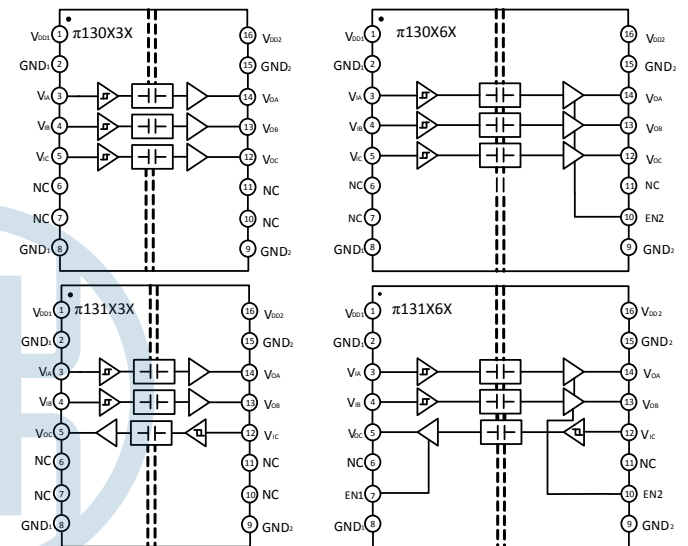 π130X3X
VDD1 1
GND1 2
VIA 3
VIB 4
VIC 5
NC 6
NC 7
GND1 8
16 VDD2
15 GND2
14 VOA
13 VOB
12 VOC
11 NC
10 NC
9 GND2
π130X6X
VDD1 1
GND1 2
VIA 3
VIB 4
VIC 5
NC 6
NC 7
GND1 8
16 VDD2
15 GND2
14 VOA
13 VOB
12 VOC
11 NC
10 EN2
9 GND2
π131X3X
VDD1 1
GND1 2
VIA 3
VIB 4
VOC 5
NC 6
NC 7
GND1 8
16 VDD2
15 GND2
14 VOA
13 VOB
12 VIC
11 NC
10 NC
9 GND2
π131X6X
VDD1 1
GND1 2
VIA 3
VIB 4
VOC 5
NC 6
EN1 7
GND1 8
16 VDD2
15 GND2
14 VOA
13 VOB
12 VIC
11 NC
10 EN2
9 GND2